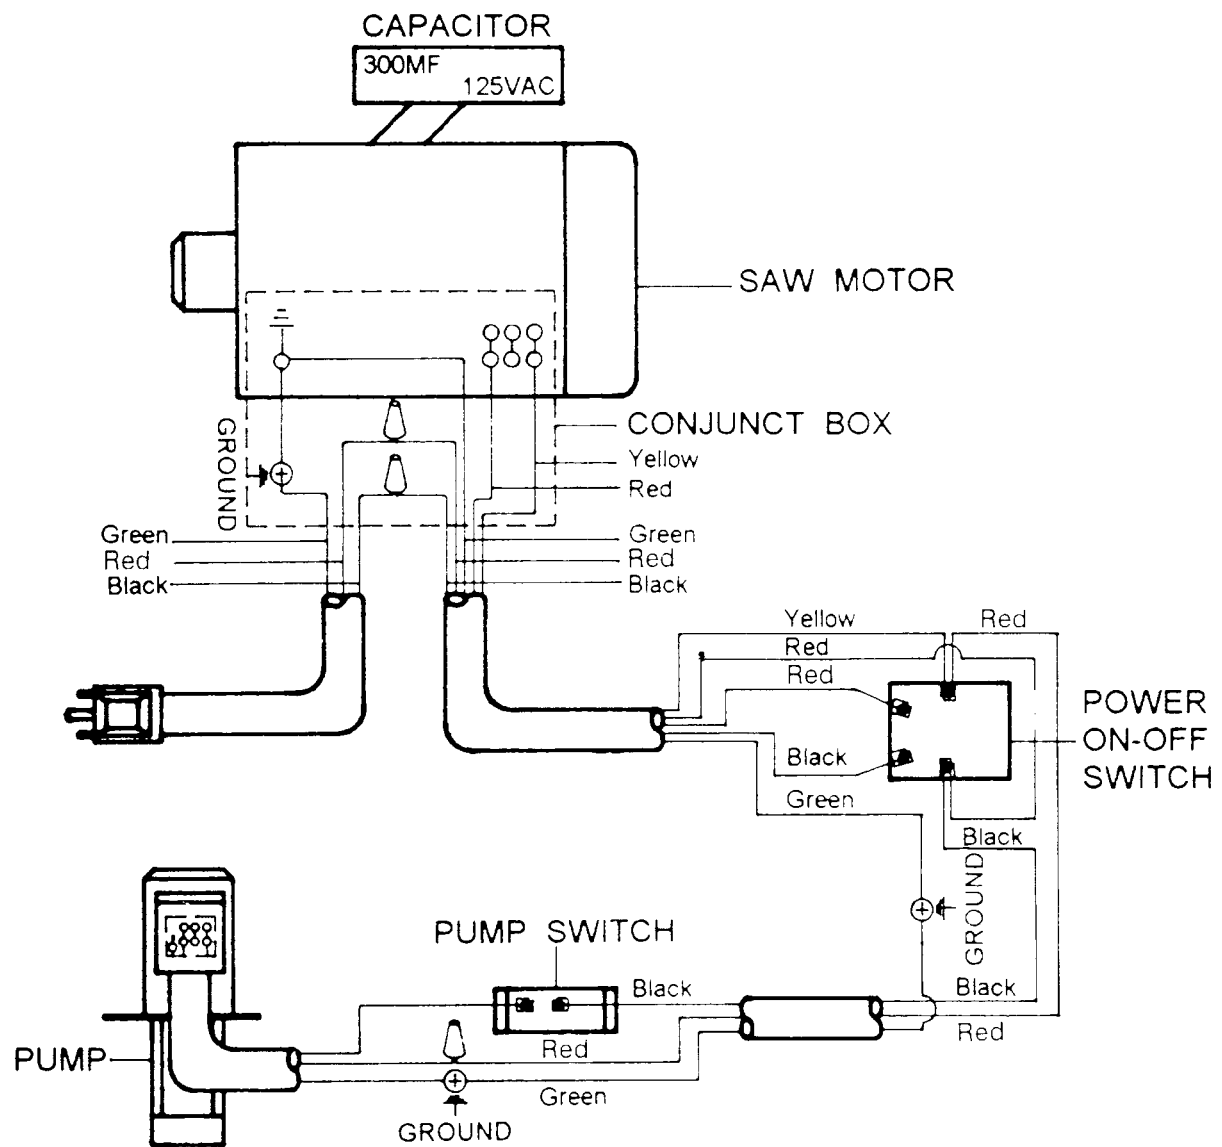 CAPACITOR
300MF
125VAC
SAW MOTOR
CONJUNCT BOX
GROUND
Yellow
Red
Green
Green
Red
Red
Black
Black
Yellow
Red
Red
Red
POWER
ON-OFF
SWITCH
Black
Green
Black
GROUND
PUMP SWITCH
Black
Black
Red
Red
PUMP
Green
GROUND